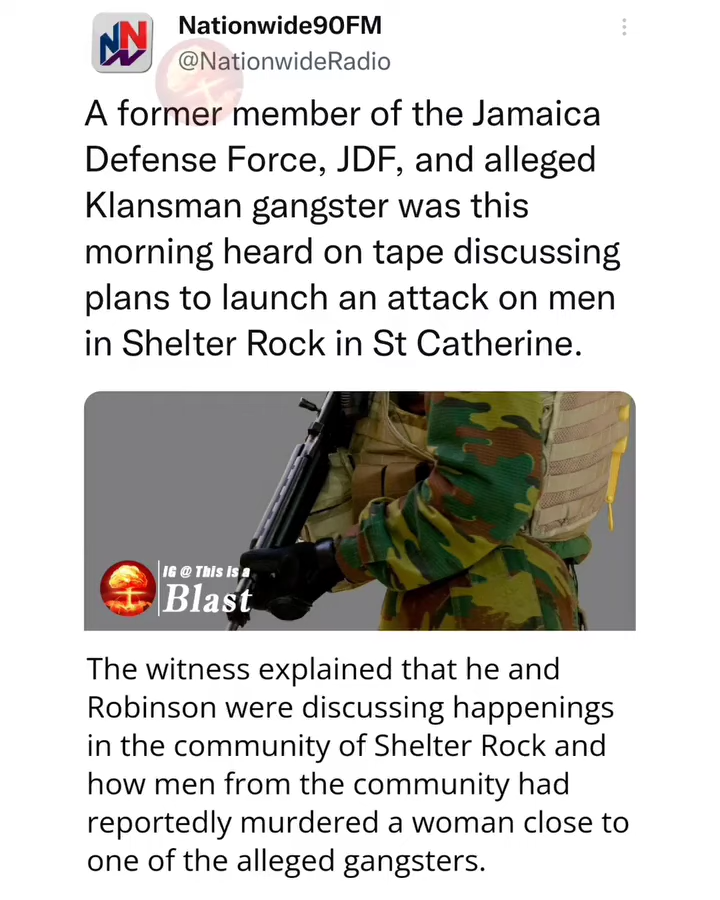 Nationwide90FM
@NationwideRadio
A former member of the Jamaica
Defense Force, JDF, and alleged
Klansman gangster was this
morning heard on tape discussing
plans to launch an attack on men
in Shelter Rock in St Catherine.
IG @ This is a
Blast
The witness explained that he and
Robinson were discussing happenings
in the community of Shelter Rock and
how men from the community had
reportedly murdered a woman close to
one of the alleged gangsters.